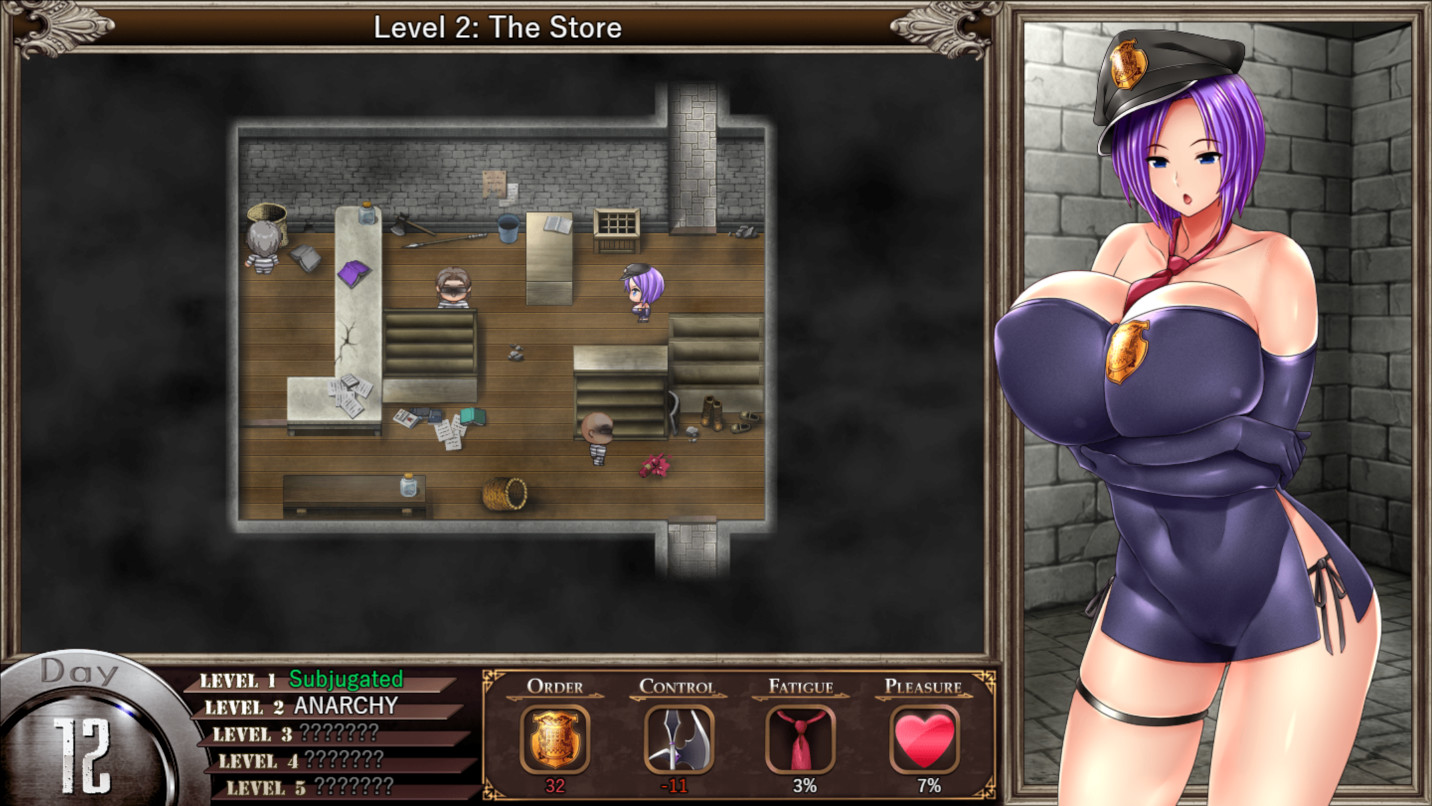 Level 2: The Store
Day
12
LEVEL 1 Subjugated
LEVEL 2 ANARCHY
LEVEL 3 ???????
LEVEL 4 ???????
LEVEL 5 ???????
ORDER CONTROL FATIGUE PLEASURE
32 -11 3% 7%